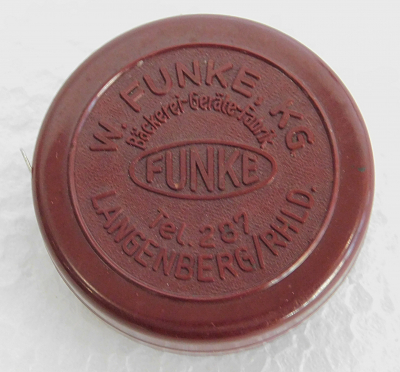 W. FUNKE, KG
Bäckerei-Geräte-Fabrik
FUNKE
Tel. 287
LANGENBERG/RHLD.